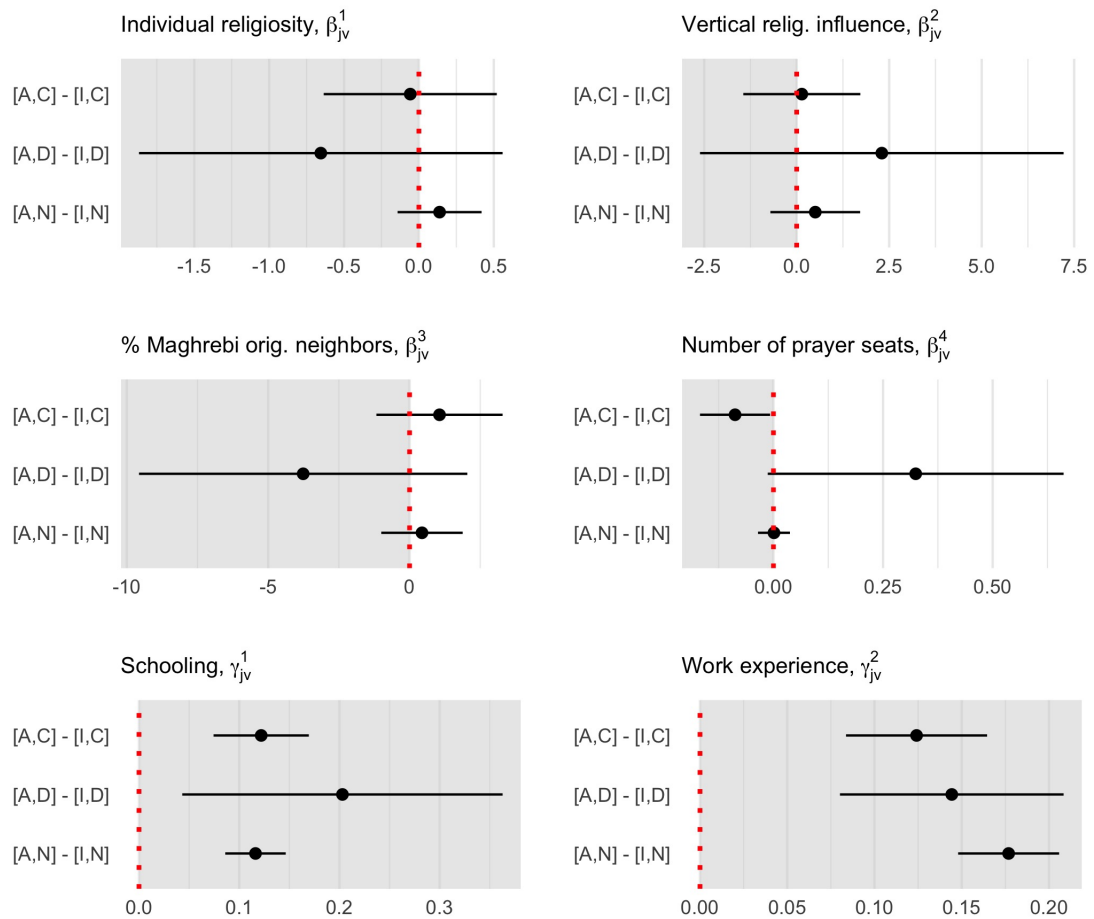 Individual religiosity, β¹ⱼᵥ
[A,C] - [I,C]
[A,D] - [I,D]
[A,N] - [I,N]
-1.5 -1.0 -0.5 0.0 0.5
Vertical relig. influence, β²ⱼᵥ
[A,C] - [I,C]
[A,D] - [I,D]
[A,N] - [I,N]
-2.5 0.0 2.5 5.0 7.5
% Maghrebi orig. neighbors, β³ⱼᵥ
[A,C] - [I,C]
[A,D] - [I,D]
[A,N] - [I,N]
-10 -5 0
Number of prayer seats, β⁴ⱼᵥ
[A,C] - [I,C]
[A,D] - [I,D]
[A,N] - [I,N]
0.00 0.25 0.50
Schooling, γ¹ⱼᵥ
[A,C] - [I,C]
[A,D] - [I,D]
[A,N] - [I,N]
0.0 0.1 0.2 0.3
Work experience, γ²ⱼᵥ
[A,C] - [I,C]
[A,D] - [I,D]
[A,N] - [I,N]
0.00 0.05 0.10 0.15 0.20